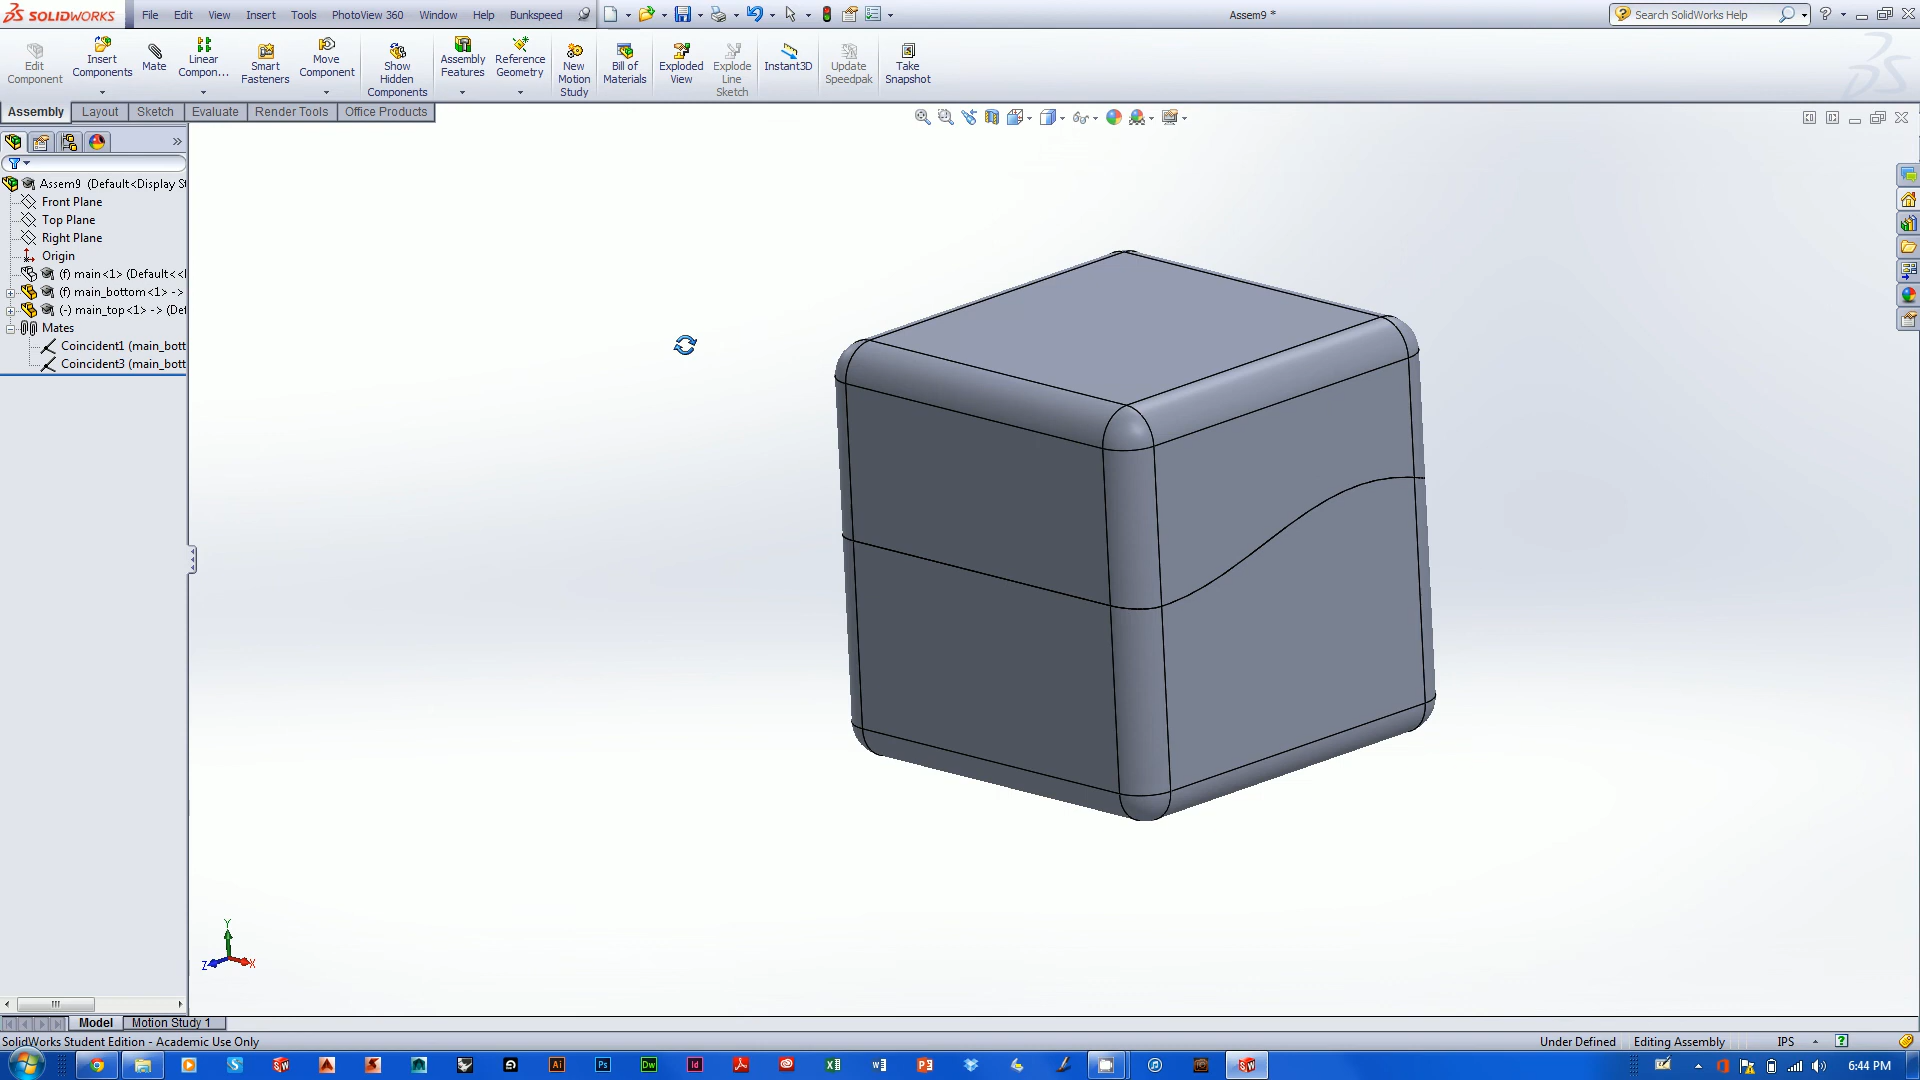 SOLIDWORKS File Edit View Insert Tools PhotoView 360 Window Help Bunkspeed Assem9 * Search SolidWorks Help
Edit Component
Insert Components
Mate
Linear Compon...
Smart Fasteners
Move Component
Show Hidden Components
Assembly Features
Reference Geometry
New Motion Study
Bill of Materials
Exploded View
Explode Line Sketch
Instant3D
Update Speedpak
Take Snapshot
Assembly Layout Sketch Evaluate Render Tools Office Products
Assem9 (Default<Display St
Front Plane
Top Plane
Right Plane
Origin
(f) main<1> (Default<<
(f) main_bottom<1> ->
(-) main_top<1> -> (Def
Mates
Coincident1 (main_bott
Coincident3 (main_bott
Y
Z X
Model Motion Study 1
SolidWorks Student Edition - Academic Use Only Under Defined Editing Assembly IPS
6:44 PM